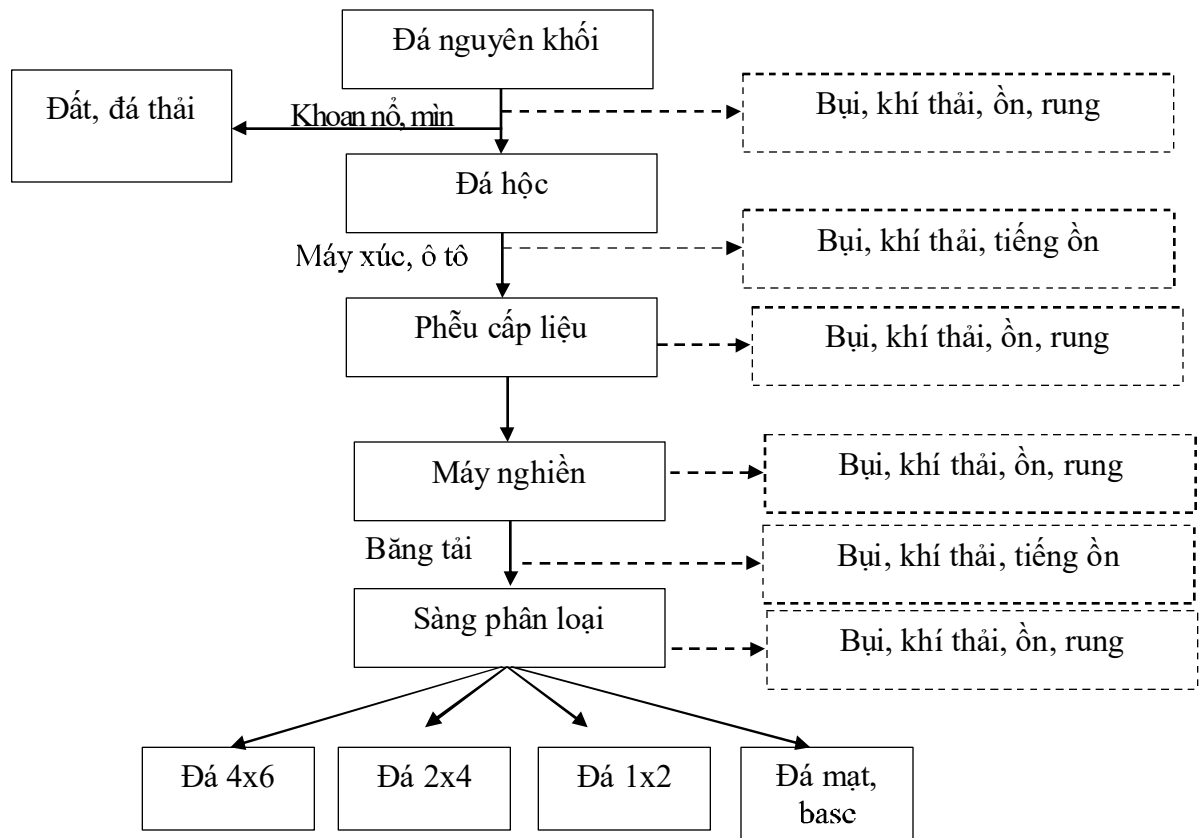 Đá nguyên khối
Đất, đá thải
Khoan nổ, mìn
Bụi, khí thải, ồn, rung
Đá hộc
Máy xúc, ô tô
Bụi, khí thải, tiếng ồn
Phễu cấp liệu
Bụi, khí thải, ồn, rung
Máy nghiền
Bụi, khí thải, ồn, rung
Băng tải
Bụi, khí thải, tiếng ồn
Sàng phân loại
Bụi, khí thải, ồn, rung
Đá 4x6
Đá 2x4
Đá 1x2
Đá mạt,
base